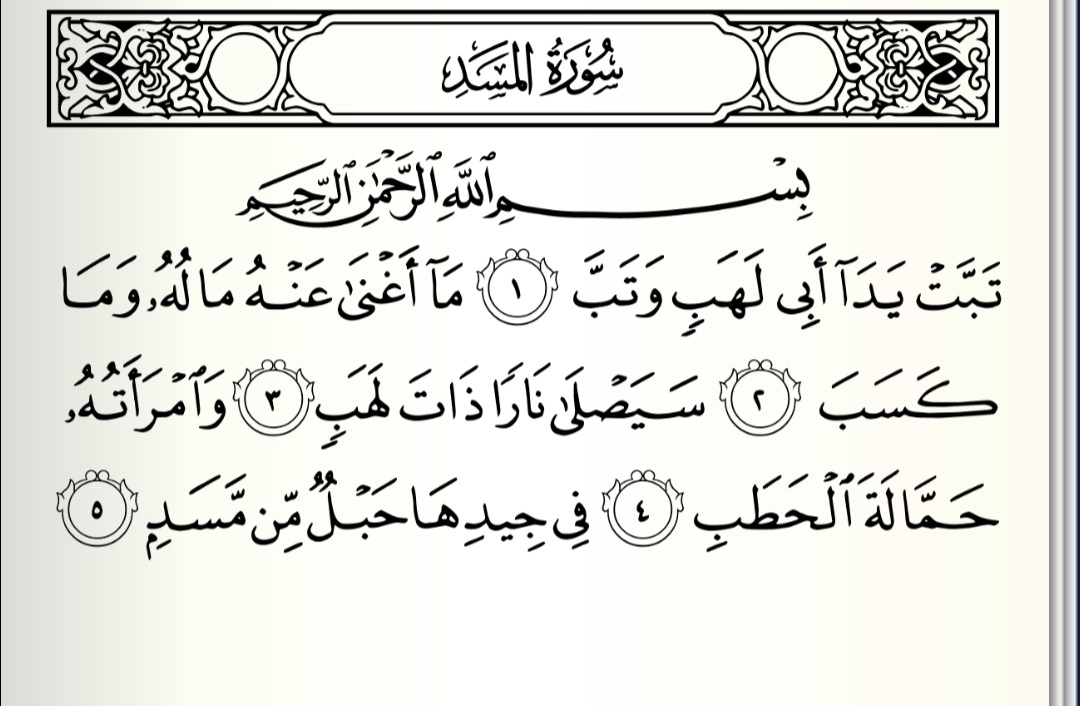 سُورَةُ المَسَدِ
بِسْمِ ٱللَّهِ ٱلرَّحْمَٰنِ ٱلرَّحِيمِ
تَبَّتْ يَدَآ أَبِى لَهَبٍ وَتَبَّ ١ مَآ أَغْنَىٰ عَنْهُ مَالُهُۥ وَمَا
كَسَبَ ٢ سَيَصْلَىٰ نَارًا ذَاتَ لَهَبٍ ٣ وَٱمْرَأَتُهُۥ
حَمَّالَةَ ٱلْحَطَبِ ٤ فِى جِيدِهَا حَبْلٌ مِّن مَّسَدٍۭ ٥